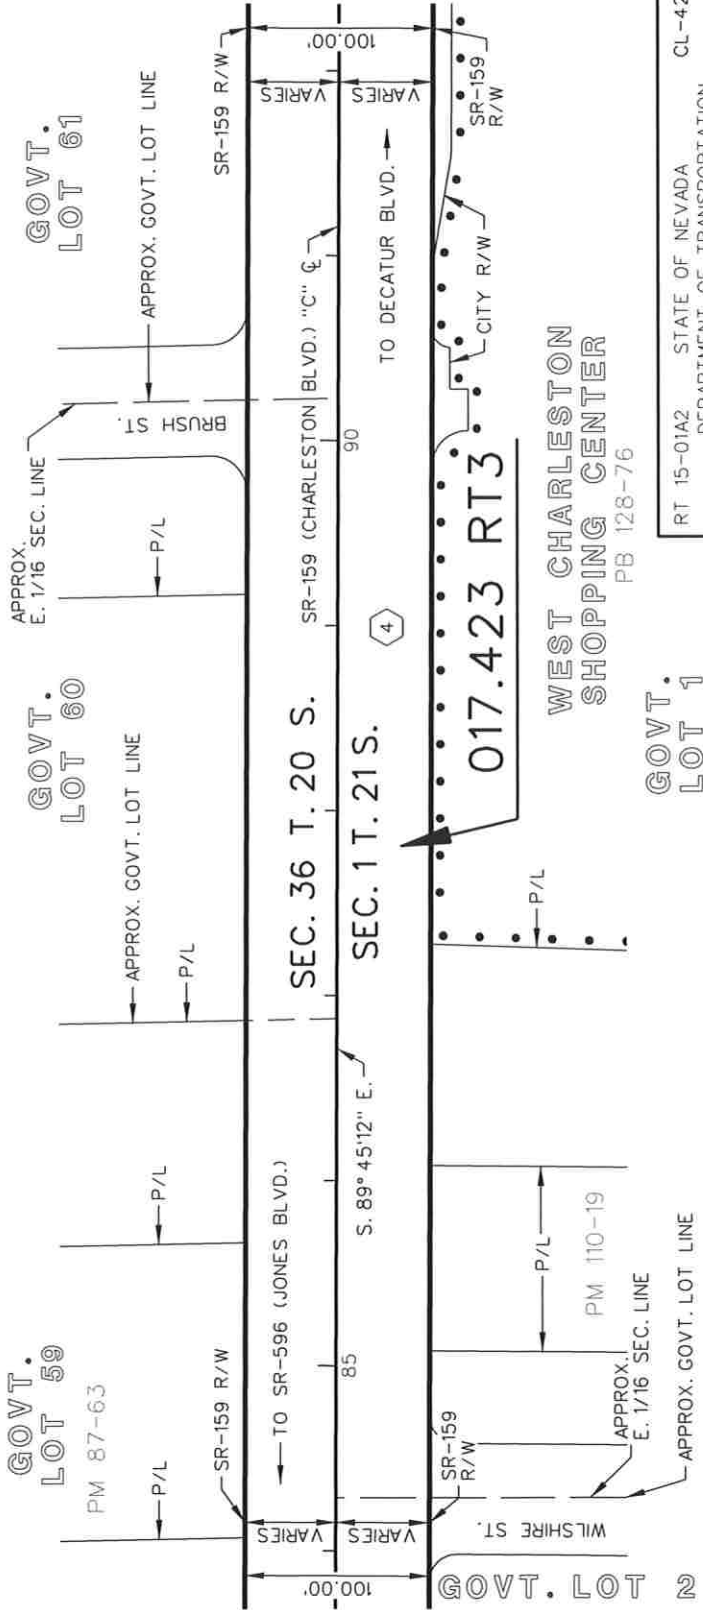 GOVT.
LOT 59
PM 87-63
P/L
P/L
GOVT.
LOT 60
APPROX. GOVT. LOT LINE
P/L
APPROX.
E. 1/16 SEC. LINE
P/L
BRUSH ST.
GOVT.
LOT 61
APPROX. GOVT. LOT LINE
SR-159 R/W
SR-159 R/W
100.00'
VARIES
VARIES
TO SR-596 (JONES BLVD.)
85
S. 89° 45'12" E.
SEC. 36 T. 20 S.
SEC. 1 T. 21 S.
4
SR-159 (CHARLESTON BLVD.) "C" ℄
90
TO DECATUR BLVD.
VARIES
VARIES
100.00'
SR-159
R/W
SR-159
R/W
CITY R/W
WILSHIRE ST.
APPROX.
E. 1/16 SEC. LINE
APPROX. GOVT. LOT LINE
P/L
PM 110-19
P/L
017.423 RT3
WEST CHARLESTON
SHOPPING CENTER
PB 128-76
GOVT. LOT 2
GOVT.
LOT 1
RT 15-01A2
STATE OF NEVADA
DEPARTMENT OF TRANSPORTATION
CL-42